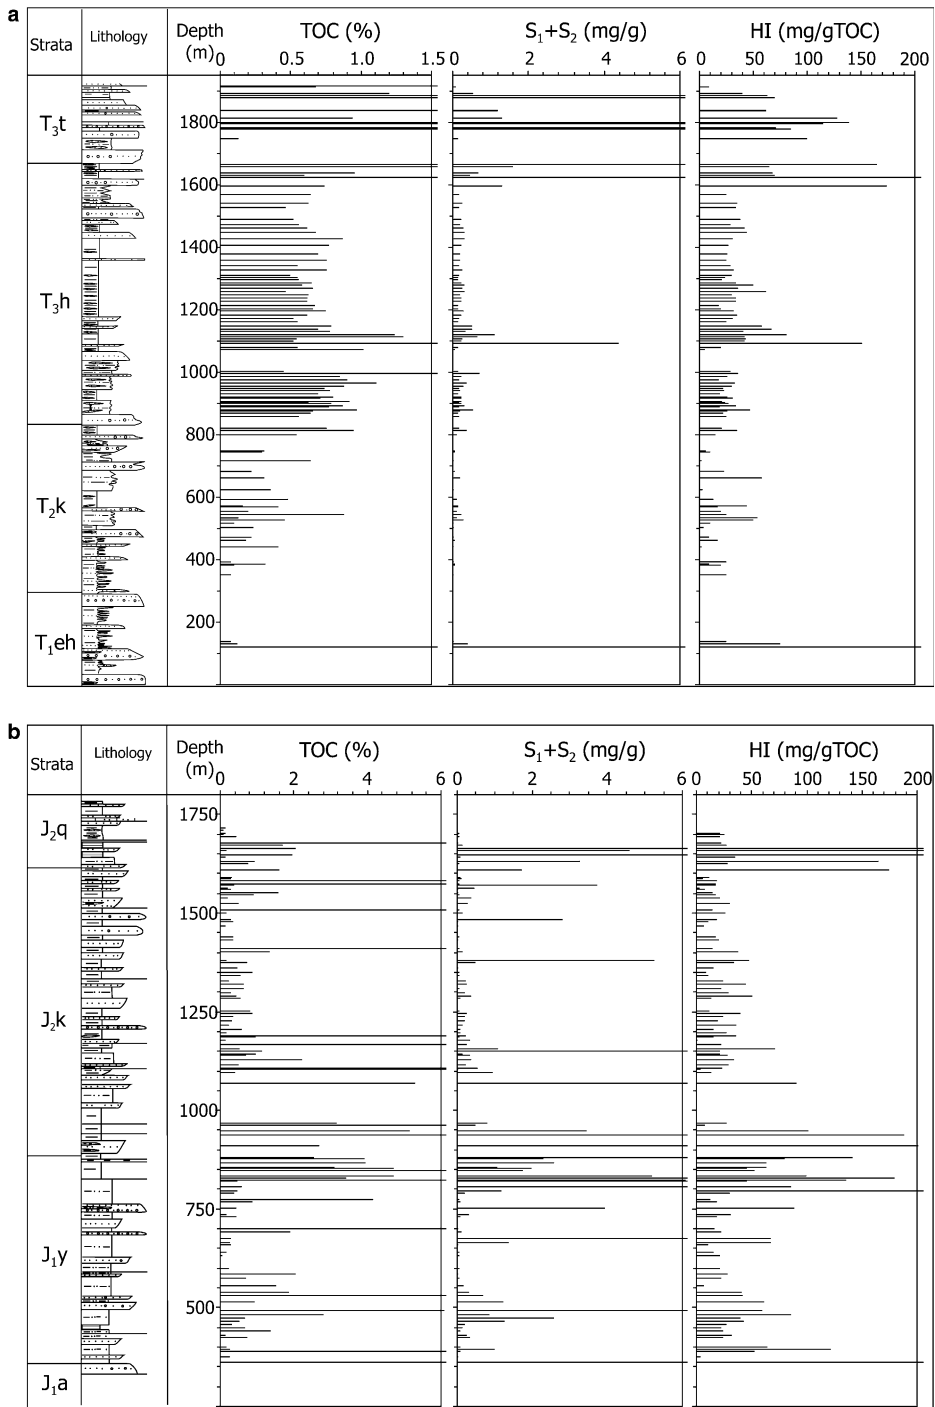 a
Strata
Lithology
Depth (m)
TOC (%)
0 0.5 1.0 1.5
S₁+S₂ (mg/g)
0 2 4 6
HI (mg/gTOC)
0 50 100 150 200
T₃t
T₃h
T₂k
T₁eh
1800
1600
1400
1200
1000
800
600
400
200
b
Strata
Lithology
Depth (m)
TOC (%)
0 2 4 6
S₁+S₂ (mg/g)
0 2 4 6
HI (mg/gTOC)
0 50 100 150 200
J₂q
J₂k
J₁y
J₁a
1750
1500
1250
1000
750
500